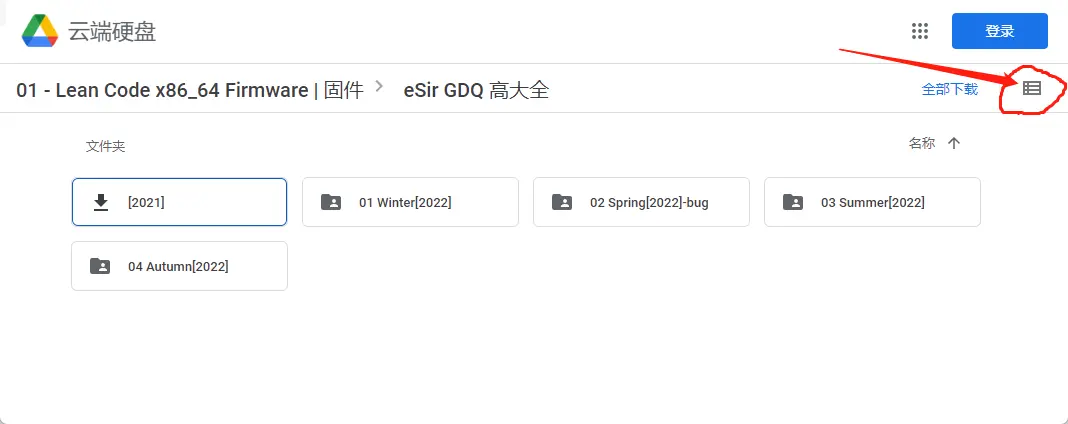 云端硬盘
登录
01 - Lean Code x86_64 Firmware | 固件 eSir GDQ 高大全
全部下载
文件夹
名称
[2021]
01 Winter[2022]
02 Spring[2022]-bug
03 Summer[2022]
04 Autumn[2022]